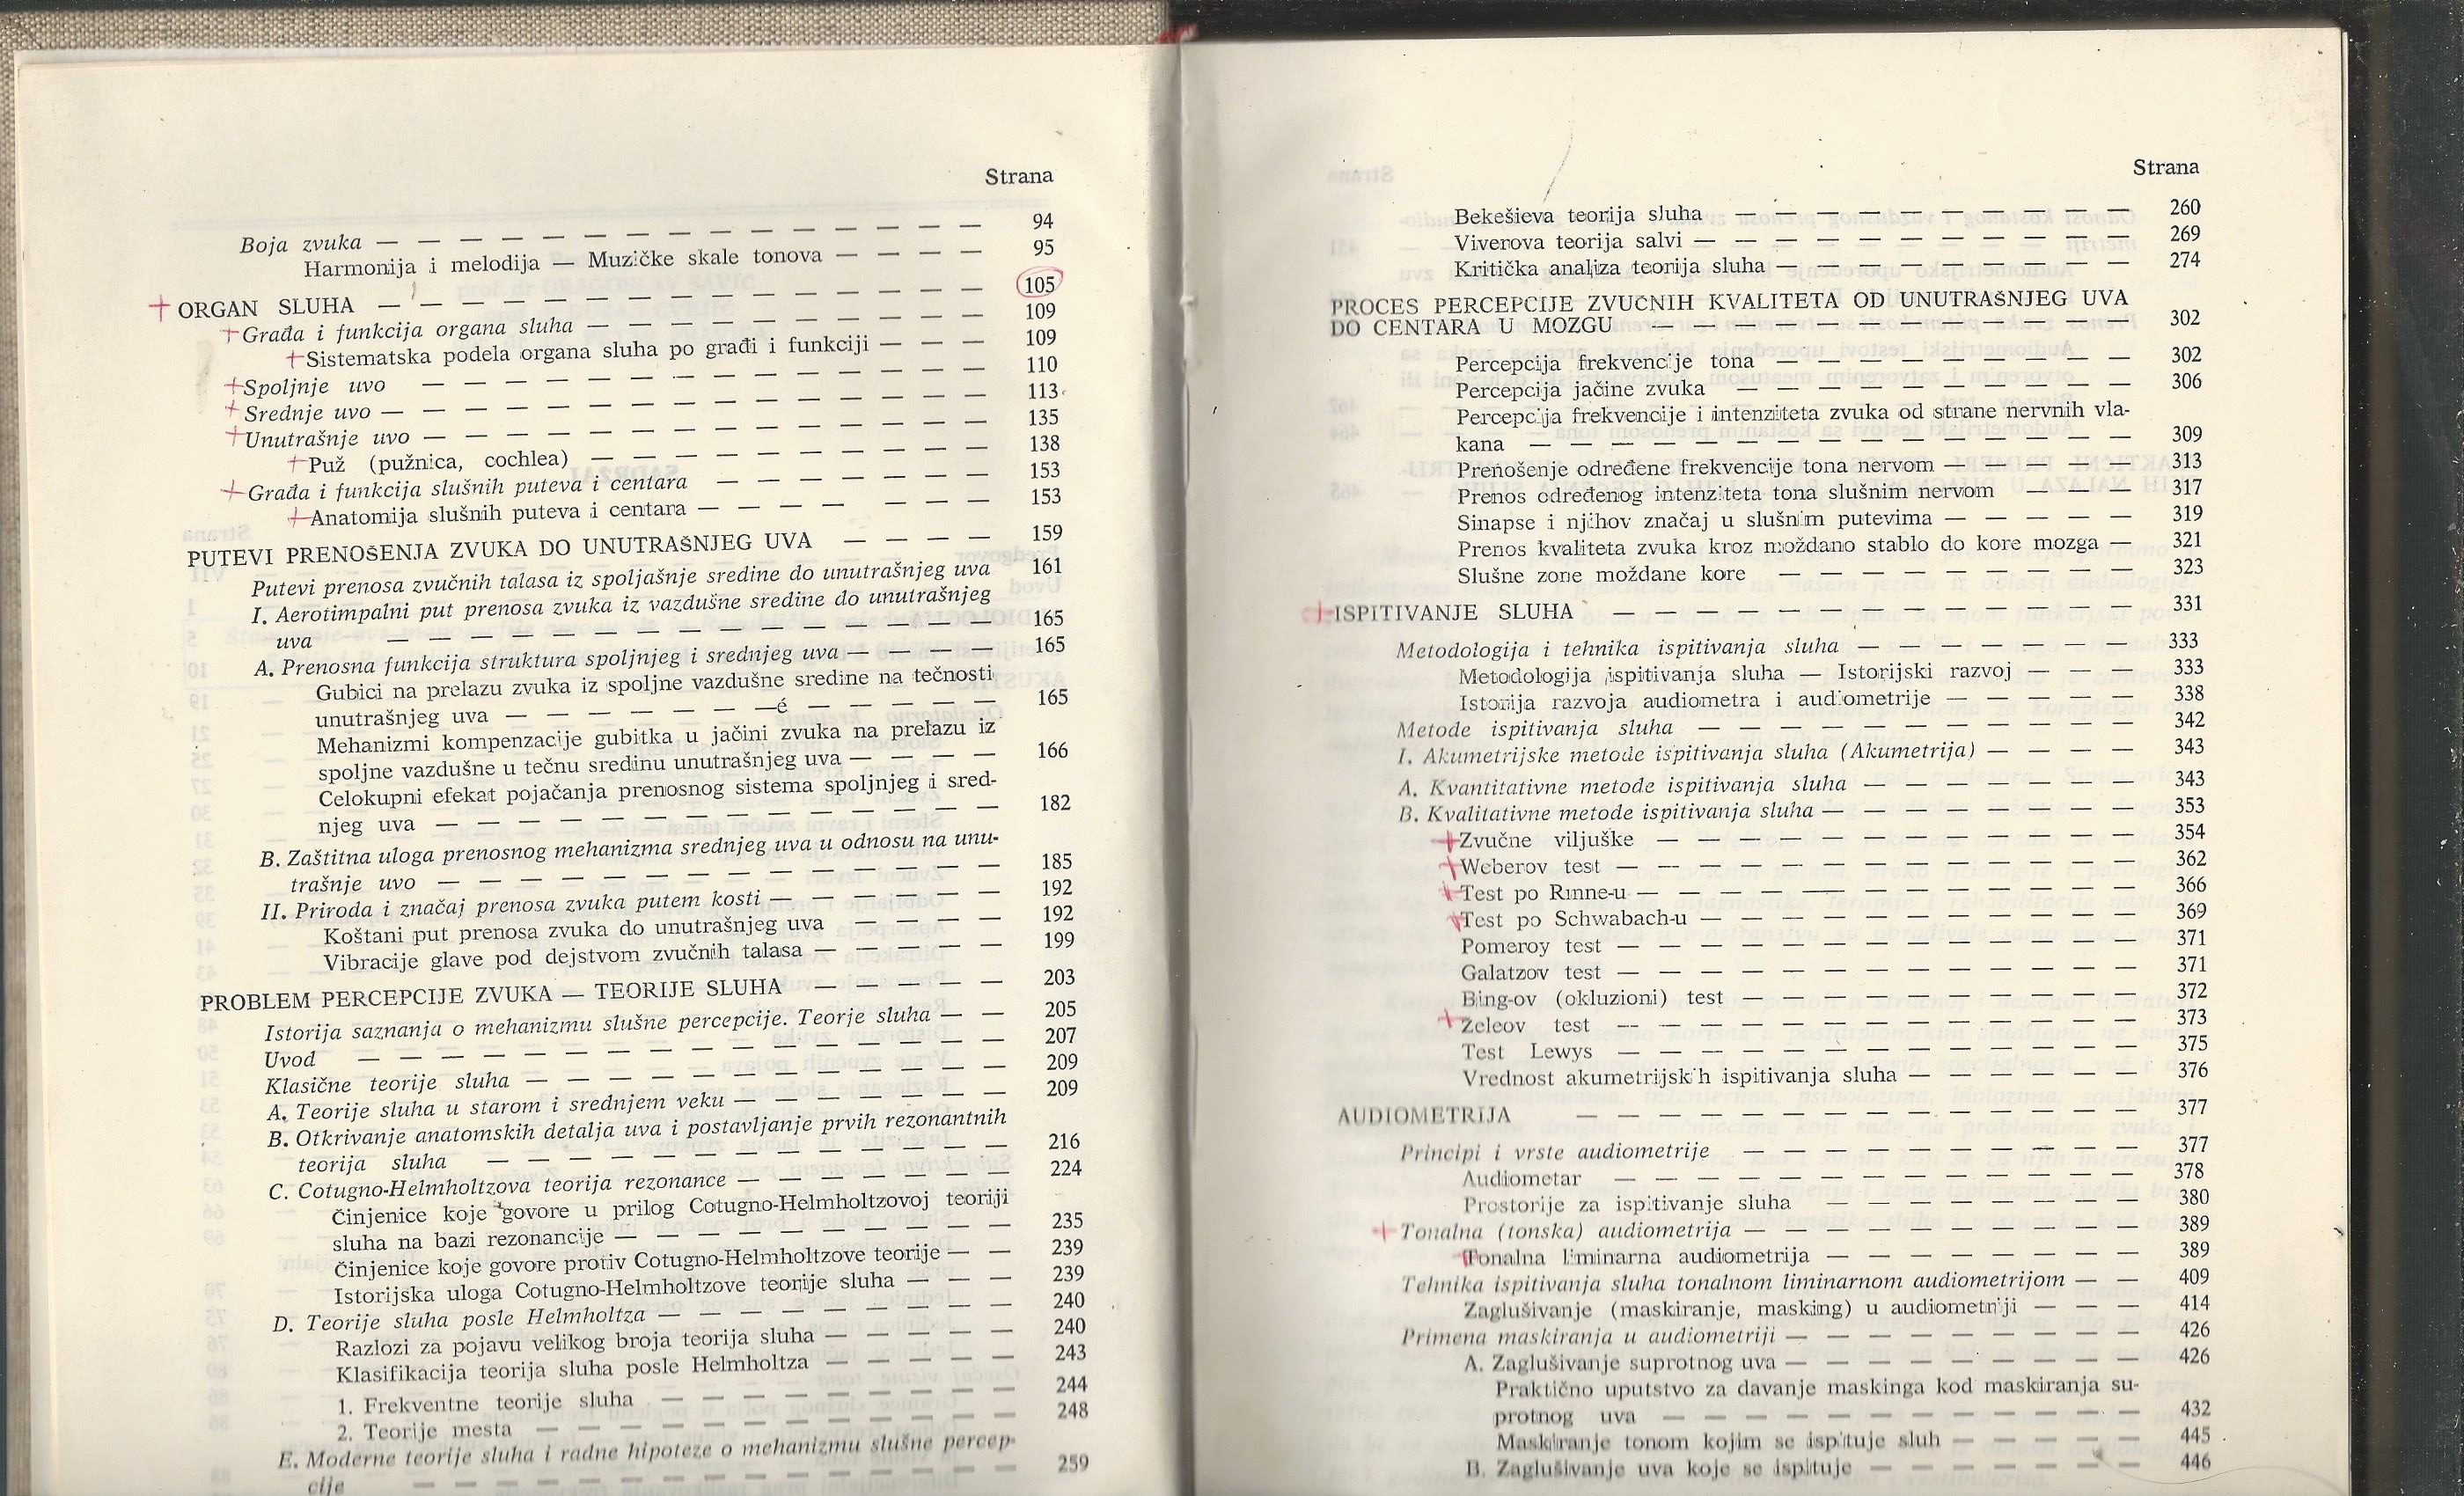 Strana
Boja zvuka — — — — — — — — — — — — — — — 94
Harmonija i melodija — Muzičke skale tonova — — — — 95
+ ORGAN SLUHA — — — — — — — — — — — — — — 105
+ Građa i funkcija organa sluha — — — — — — — — — — 109
+ Sistematska podela organa sluha po građi i funkciji — — — 109
+ Spoljnje uvo — — — — — — — — — — — — — — 110
+ Srednje uvo — — — — — — — — — — — — — — — 113
+ Unutrašnje uvo — — — — — — — — — — — — — — 135
+ Puž (pužnica, cochlea) — — — — — — — — — — 138
+ Građa i funkcija slušnih puteva i centara — — — — — — — 153
+ Anatomija slušnih puteva i centara — — — — — — — 153
PUTEVI PRENOŠENJA ZVUKA DO UNUTRAŠNJEG UVA — — — — 159
Putevi prenosa zvučnih talasa iz spoljašnje sredine do unutrašnjeg uva 161
I. Aerotimpalni put prenosa zvuka iz vazdušne sredine do unutrašnjeg
uva — — — — — — — — — — — — — — — 165
A. Prenosna funkcija struktura spoljnjeg i srednjeg uva — — — — 165
Gubici na prelazu zvuka iz spoljne vazdušne sredine na tečnosti
unutrašnjeg uva — — — — — — —é — — — — — 165
Mehanizmi kompenzacije gubitka u jačini zvuka na prelazu iz
spoljne vazdušne u tečnu sredinu unutrašnjeg uva — — — — 166
Celokupni efekat pojačanja prenosnog sistema spoljnjeg i sred-
njeg uva — — — — — — — — — — — — — — 182
B. Zaštitna uloga prenosnog mehanizma srednjeg uva u odnosu na unu-
trašnje uvo — — — — — — — — — — — — — — 185
II. Priroda i značaj prenosa zvuka putem kosti — — — — — — 192
Koštani put prenosa zvuka do unutrašnjeg uva — — — — 192
Vibracije glave pod dejstvom zvučnih talasa — — — — — 199
PROBLEM PERCEPCIJE ZVUKA — TEORIJE SLUHA — — — — — 203
Istorija saznanja o mehanizmu slušne percepcije. Teorje sluha — — 205
Uvod — — — — — — — — — — — — — — — — 207
Klasične teorije sluha — — — — — — — — — — — — 209
A. Teorije sluha u starom i srednjem veku — — — — — — — 209
B. Otkrivanje anatomskih detalja uva i postavljanje prvih rezonantnih
teorija sluha — — — — — — — — — — — — — 216
C. Cotugno-Helmholtzova teorija rezonance — — — — — — — 224
Činjenice koje govore u prilog Cotugno-Helmholtzovoj teoriji
sluha na bazi rezonancije — — — — — — — — — — 235
Činjenice koje govore protiv Cotugno-Helmholtzove teorije — — 239
Istorijska uloga Cotugno-Helmholtzove teorije sluha — — — 239
D. Teorije sluha posle Helmholtza — — — — — — — — — 240
Razlozi za pojavu velikog broja teorija sluha — — — — — 240
Klasifikacija teorija sluha posle Helmholtza — — — — — 243
1. Frekventne teorije sluha — — — — — — — — — 244
2. Teorije mesta — — — — — — — — — — — — 248
E. Moderne teorije sluha i radne hipoteze o mehanizmu slušne percep-
cije — — — — — — — — — — — — — — — 259
Strana
Bekešieva teorija sluha — — — — — — — — — — 260
Viverova teorija salvi — — — — — — — — — — — 269
Kritička analiza teorija sluha — — — — — — — — — 274
PROCES PERCEPCIJE ZVUČNIH KVALITETA OD UNUTRAŠNJEG UVA
DO CENTARA U MOZGU — — — — — — — — — — — — 302
Percepcija frekvencije tona — — — — — — — — — 302
Percepcija jačine zvuka — — — — — — — — — — 306
Percepcija frekvencije i intenziteta zvuka od strane nervnih vla-
kana — — — — — — — — — — — — — — — 309
Prenošenje određene frekvencije tona nervom — — — — — 313
Prenos određenog intenziteta tona slušnim nervom — — — 317
Sinapse i njihov značaj u slušnim putevima — — — — — 319
Prenos kvaliteta zvuka kroz moždano stablo do kore mozga — 321
Slušne zone moždane kore — — — — — — — — — 323
+ ISPITIVANJE SLUHA — — — — — — — — — — — — — 331
Metodologija i tehnika ispitivanja sluha — — — — — — — 333
Metodologija ispitivanja sluha — Istorijski razvoj — — — 333
Istorija razvoja audiometra i audiometrije — — — — — 338
Metode ispitivanja sluha — — — — — — — — — — — 342
I. Akumetrijske metode ispitivanja sluha (Akumetrija) — — — — 343
A. Kvantitativne metode ispitivanja sluha — — — — — — — 343
B. Kvalitativne metode ispitivanja sluha — — — — — — — — 353
+ Zvučne viljuške — — — — — — — — — — — — 354
+ Weberov test — — — — — — — — — — — — — 362
+ Test po Rinne-u — — — — — — — — — — — — 366
+ Test po Schwabach-u — — — — — — — — — — — 369
Pomeroy test — — — — — — — — — — — — — 371
Galatzov test — — — — — — — — — — — — — 371
Bing-ov (okluzioni) test — — — — — — — — — — 372
+ Želeov test — — — — — — — — — — — — — 373
Test Lewys — — — — — — — — — — — — — 375
Vrednost akumetrijskih ispitivanja sluha — — — — — — 376
AUDIOMETRIJA — — — — — — — — — — — — — — 377
Principi i vrste audiometrije — — — — — — — — — — 377
Audiometar — — — — — — — — — — — — — 378
Prostorije za ispitivanje sluha — — — — — — — — 380
+ Tonalna (tonska) audiometrija — — — — — — — — — — 389
Tonalna liminarna audiometrija — — — — — — — — 389
Tehnika ispitivanja sluha tonalnom liminarnom audiometrijom — — 409
Zaglušivanje (maskiranje, masking) u audiometriji — — — 414
Primena maskiranja u audiometriji — — — — — — — — — 426
A. Zaglušivanje suprotnog uva — — — — — — — — — 426
Praktično uputstvo za davanje maskinga kod maskiranja su-
protnog uva — — — — — — — — — — — — 432
Maskiranje tonom kojim se ispituje sluh — — — — — 445
B. Zaglušivanje uva koje se ispituje — — — — — — — 446